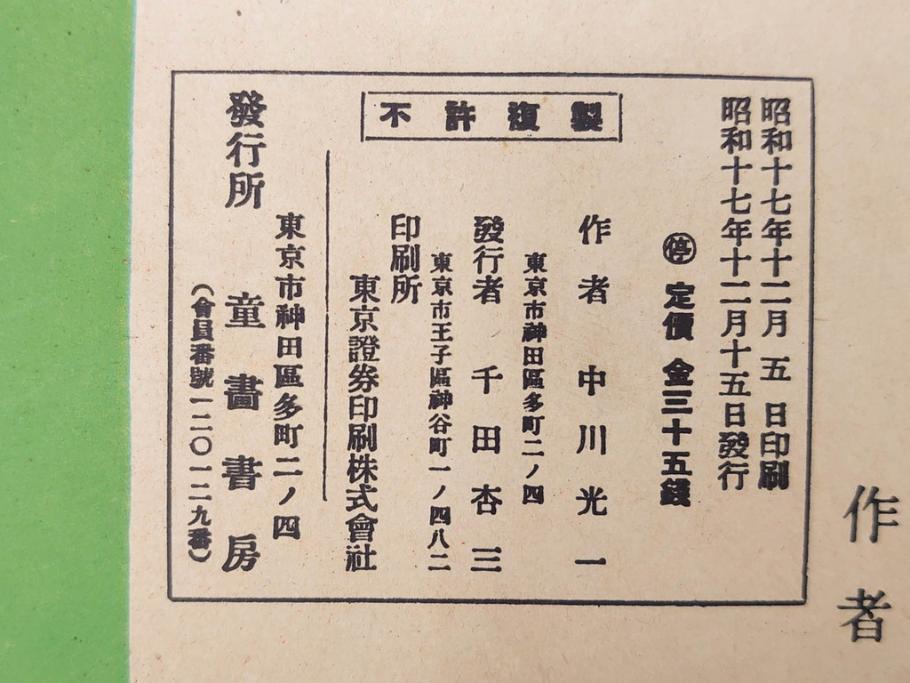 昭和十七年十二月五日印刷
昭和十七年十二月十五日發行
㊡ 定價 金三十五錢
不許複製
作者 中川光一
東京市神田區多町二ノ四
發行者 千田杏三
東京市王子區神谷町一ノ四八二
印刷所
東京證券印刷株式會社
東京市神田區多町二ノ四
發行所 童畵書房
（會員番號一二〇一二九番）
作者